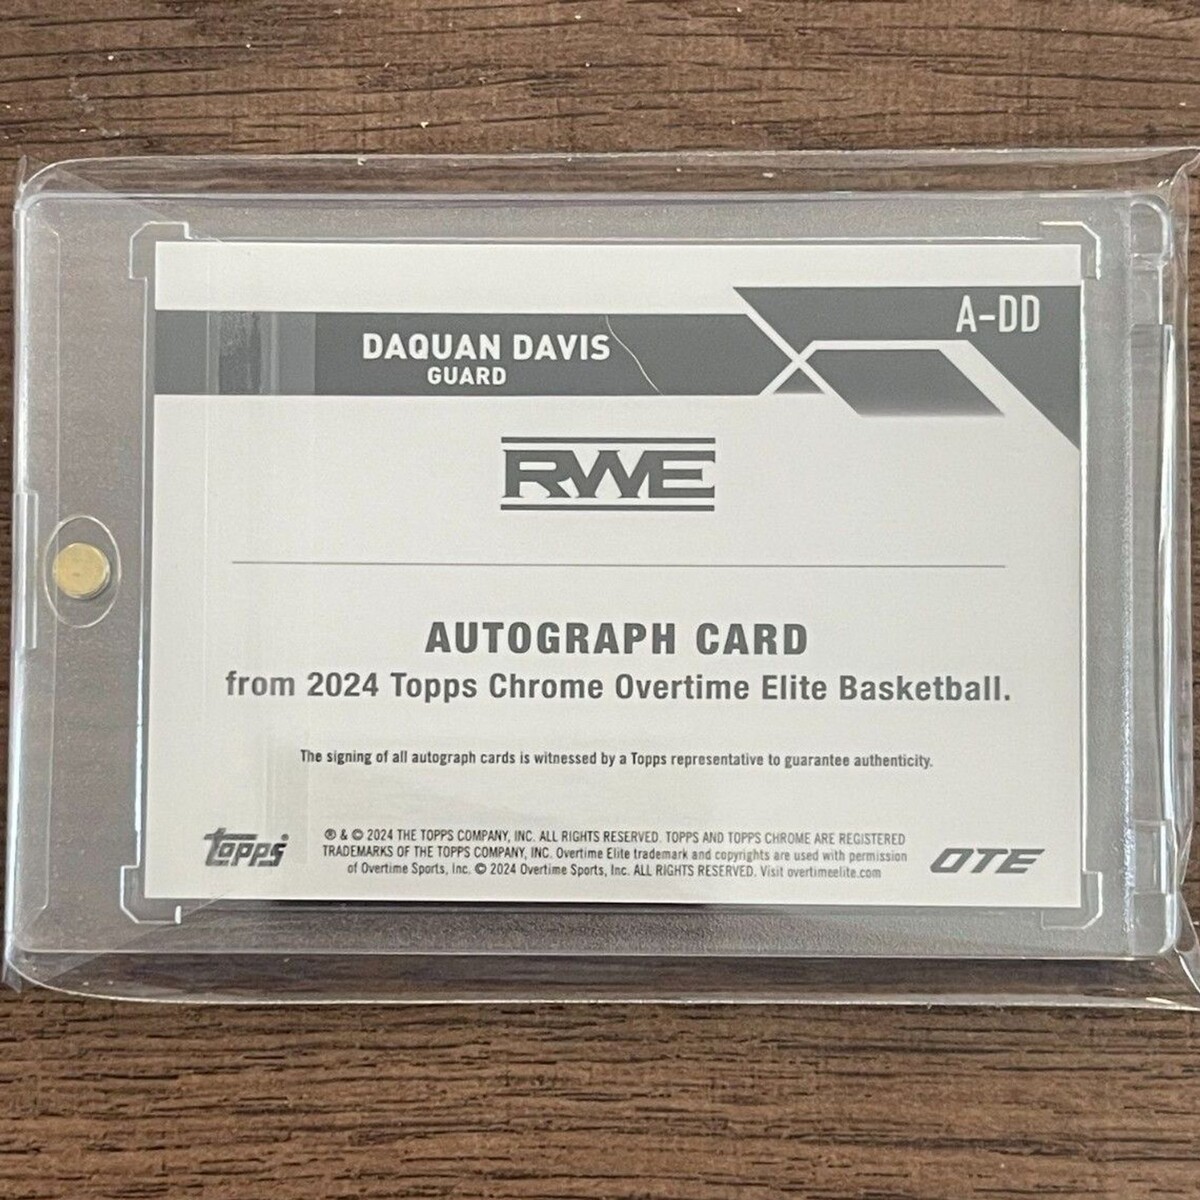 A-DD
DAQUAN DAVIS
GUARD
RWE
AUTOGRAPH CARD
from 2024 Topps Chrome Overtime Elite Basketball.
The signing of all autograph cards is witnessed by a Topps representative to guarantee authenticity.
topps®
® & © 2024 THE TOPPS COMPANY, INC. ALL RIGHTS RESERVED. TOPPS AND TOPPS CHROME ARE REGISTERED
TRADEMARKS OF THE TOPPS COMPANY, INC. Overtime Elite trademark and copyrights are used with permission
of Overtime Sports, Inc. © 2024 Overtime Sports, Inc. ALL RIGHTS RESERVED. Visit overtimeelite.com
OTE